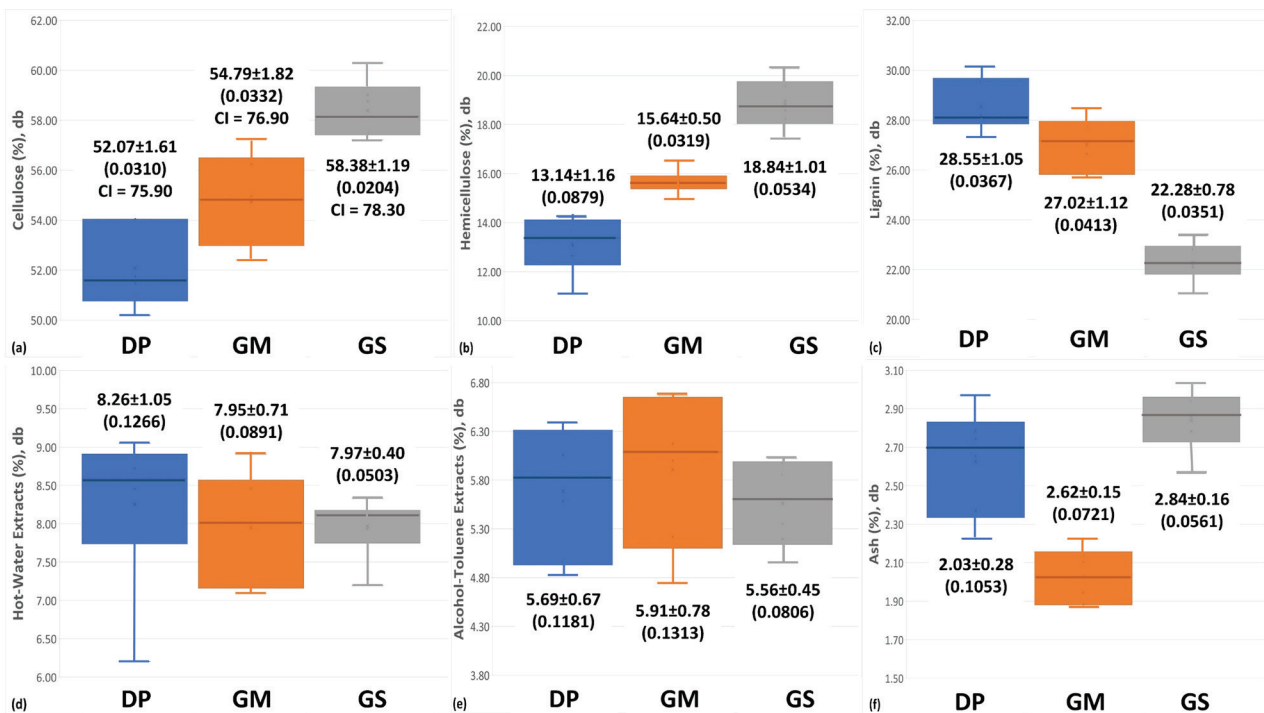 62.00
60.00
58.00
56.00
54.00
52.00
50.00
Cellulose (%), db
52.07±1.61
(0.0310)
CI = 75.90
54.79±1.82
(0.0332)
CI = 76.90
58.38±1.19
(0.0204)
CI = 78.30
(a)
DP
GM
GS
22.00
20.00
18.00
16.00
14.00
12.00
10.00
Hemicellulose (%), db
13.14±1.16
(0.0879)
15.64±0.50
(0.0319)
18.84±1.01
(0.0534)
(b)
DP
GM
GS
32.00
30.00
28.00
26.00
24.00
22.00
20.00
Lignin (%), db
28.55±1.05
(0.0367)
27.02±1.12
(0.0413)
22.28±0.78
(0.0351)
(c)
DP
GM
GS
10.00
9.50
9.00
8.50
8.00
7.50
7.00
6.50
6.00
Hot-Water Extracts (%), db
8.26±1.05
(0.1266)
7.95±0.71
(0.0891)
7.97±0.40
(0.0503)
(d)
DP
GM
GS
6.80
6.30
5.80
5.30
4.80
4.30
3.80
Alcohol-Toluene Extracts (%), db
5.69±0.67
(0.1181)
5.91±0.78
(0.1313)
5.56±0.45
(0.0806)
(e)
DP
GM
GS
3.10
2.90
2.70
2.50
2.30
2.10
1.90
1.70
1.50
Ash (%), db
2.03±0.28
(0.1053)
2.62±0.15
(0.0721)
2.84±0.16
(0.0561)
(f)
DP
GM
GS